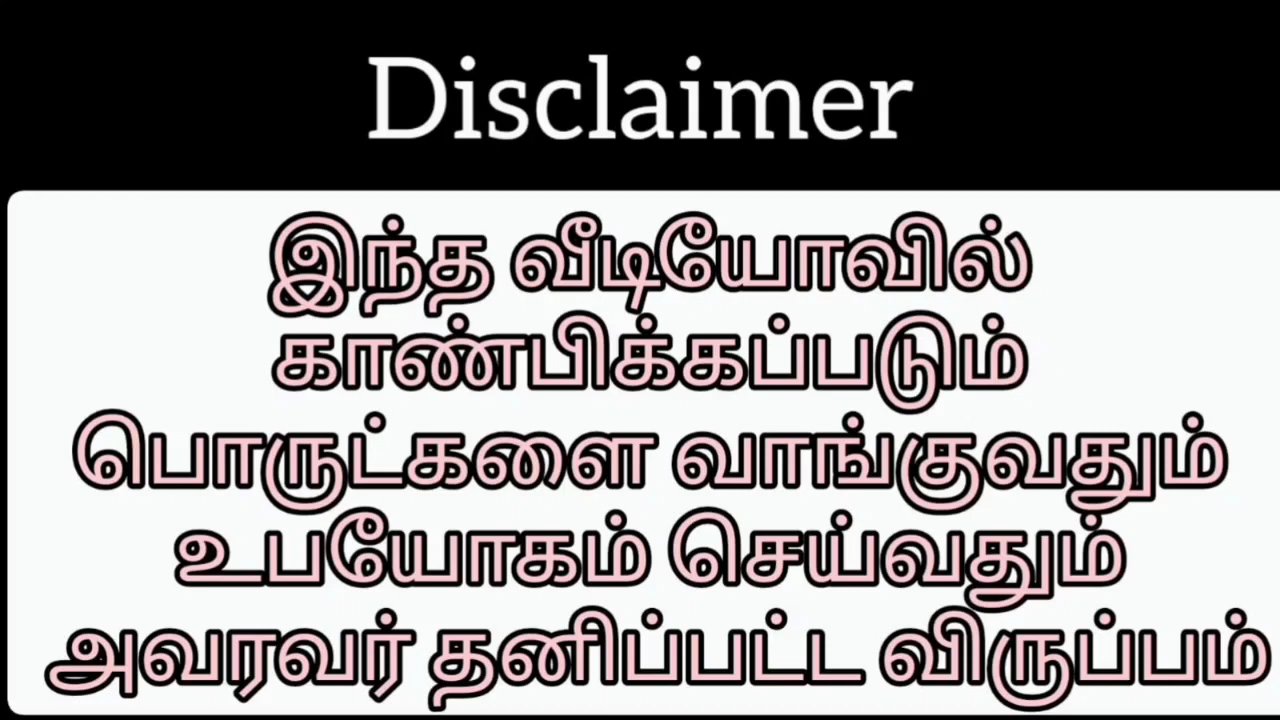 Disclaimer
இந்த வீடியோவில்
காண்பிக்கப்படும்
பொருட்களை வாங்குவதும்
உபயோகம் செய்வதும்
அவரவர் தனிப்பட்ட விருப்பம்